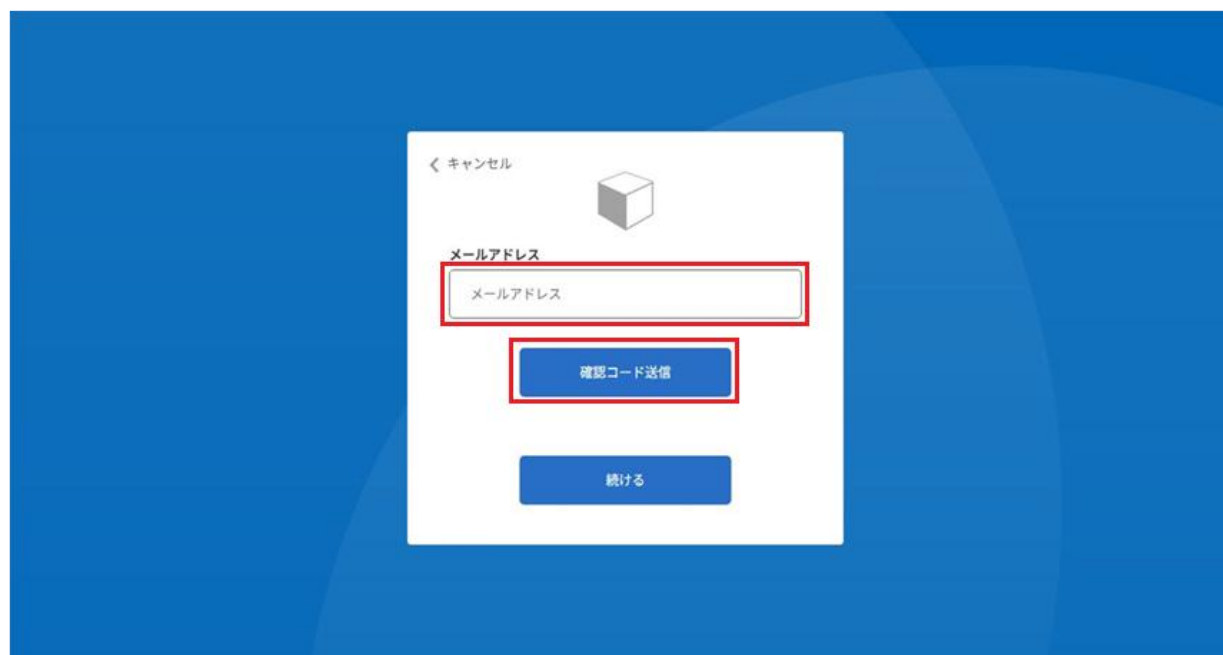 キャンセル
メールアドレス
メールアドレス
確認コード送信
続ける